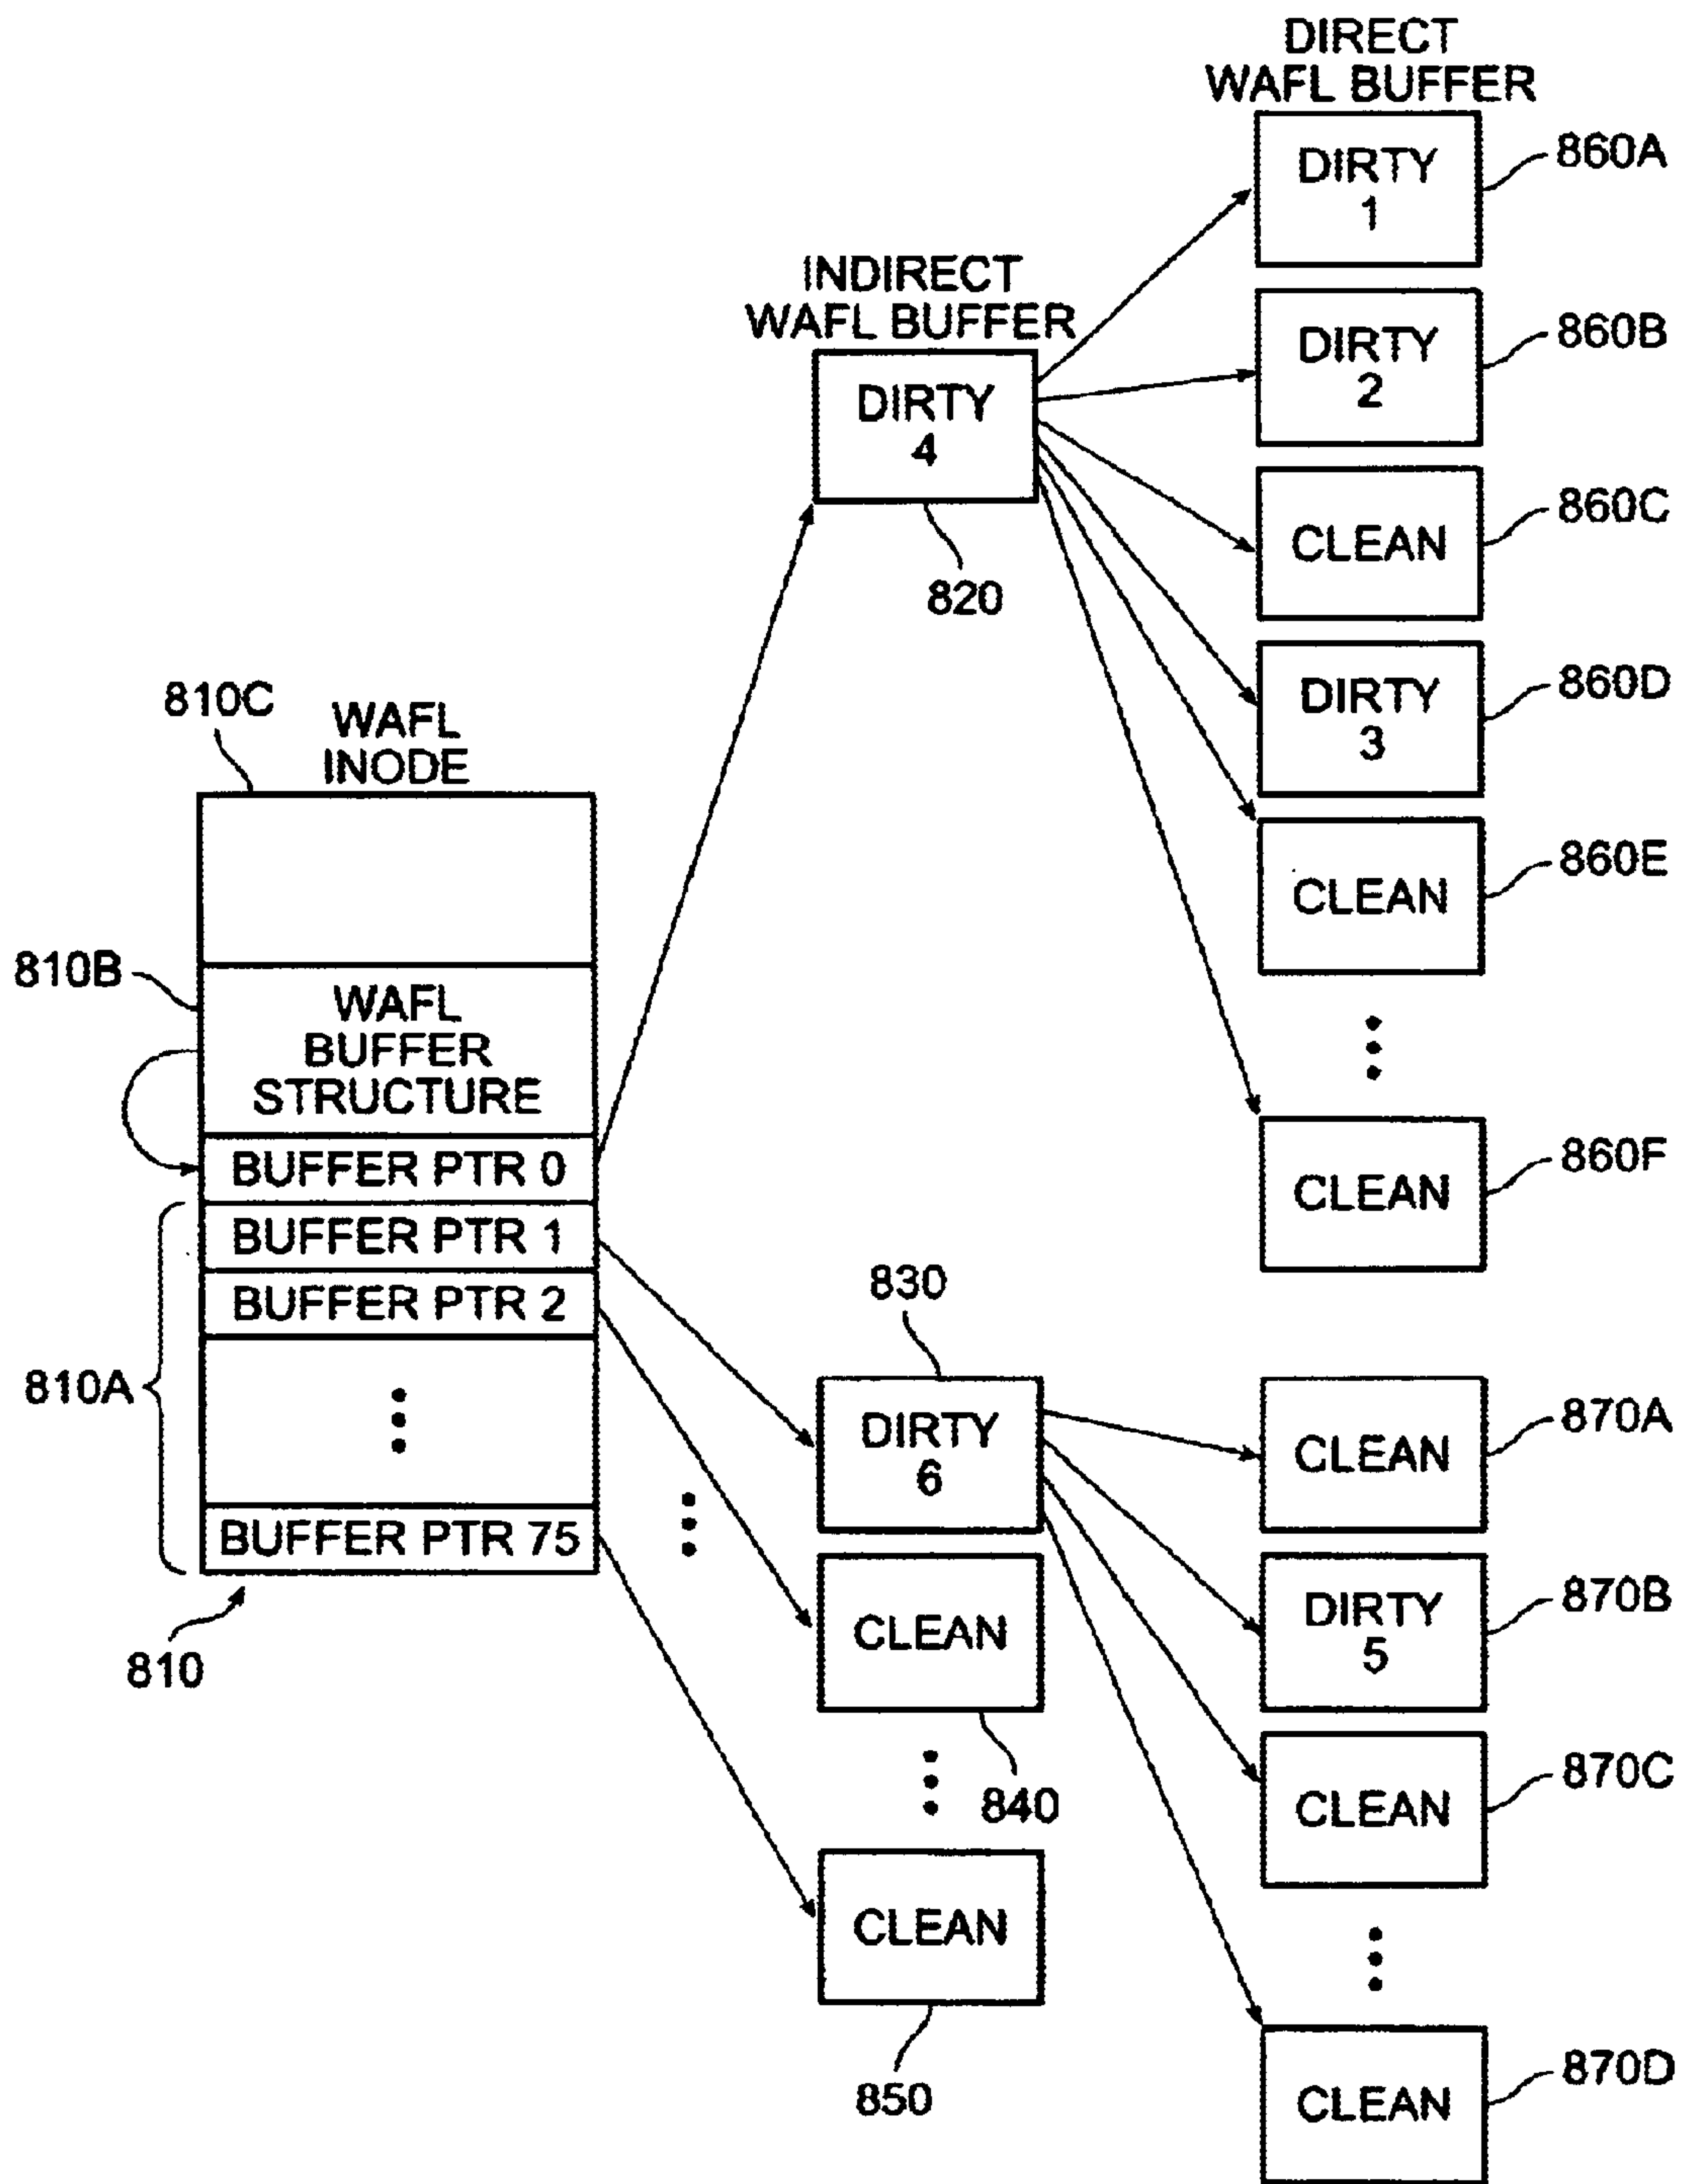 DIRECT
WAFL BUFFER
DIRTY
1
860A
DIRTY
2
860B
CLEAN
860C
DIRTY
3
860D
CLEAN
860E
CLEAN
860F
INDIRECT
WAFL BUFFER
DIRTY
4
820
810C
WAFL
INODE
810B
WAFL
BUFFER
STRUCTURE
BUFFER PTR 0
BUFFER PTR 1
BUFFER PTR 2
810A
BUFFER PTR 75
810
830
DIRTY
6
CLEAN
840
CLEAN
850
CLEAN
870A
DIRTY
5
870B
CLEAN
870C
CLEAN
870D